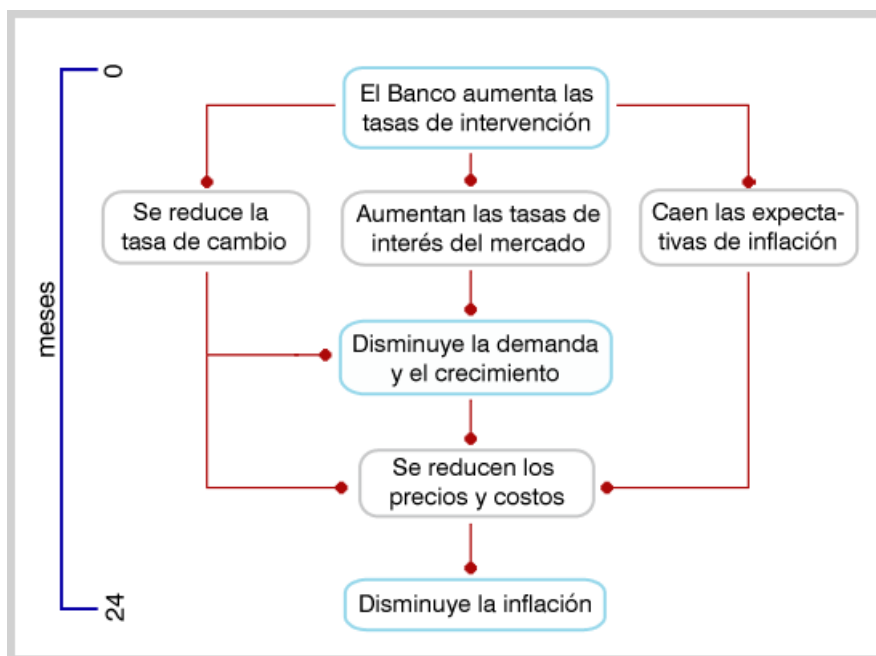 0
El Banco aumenta las
tasas de intervención
Se reduce la
tasa de cambio
Aumentan las tasas de
interés del mercado
Caen las expecta-
tivas de inflación
meses
Disminuye la demanda
y el crecimiento
Se reducen los
precios y costos
24
Disminuye la inflación